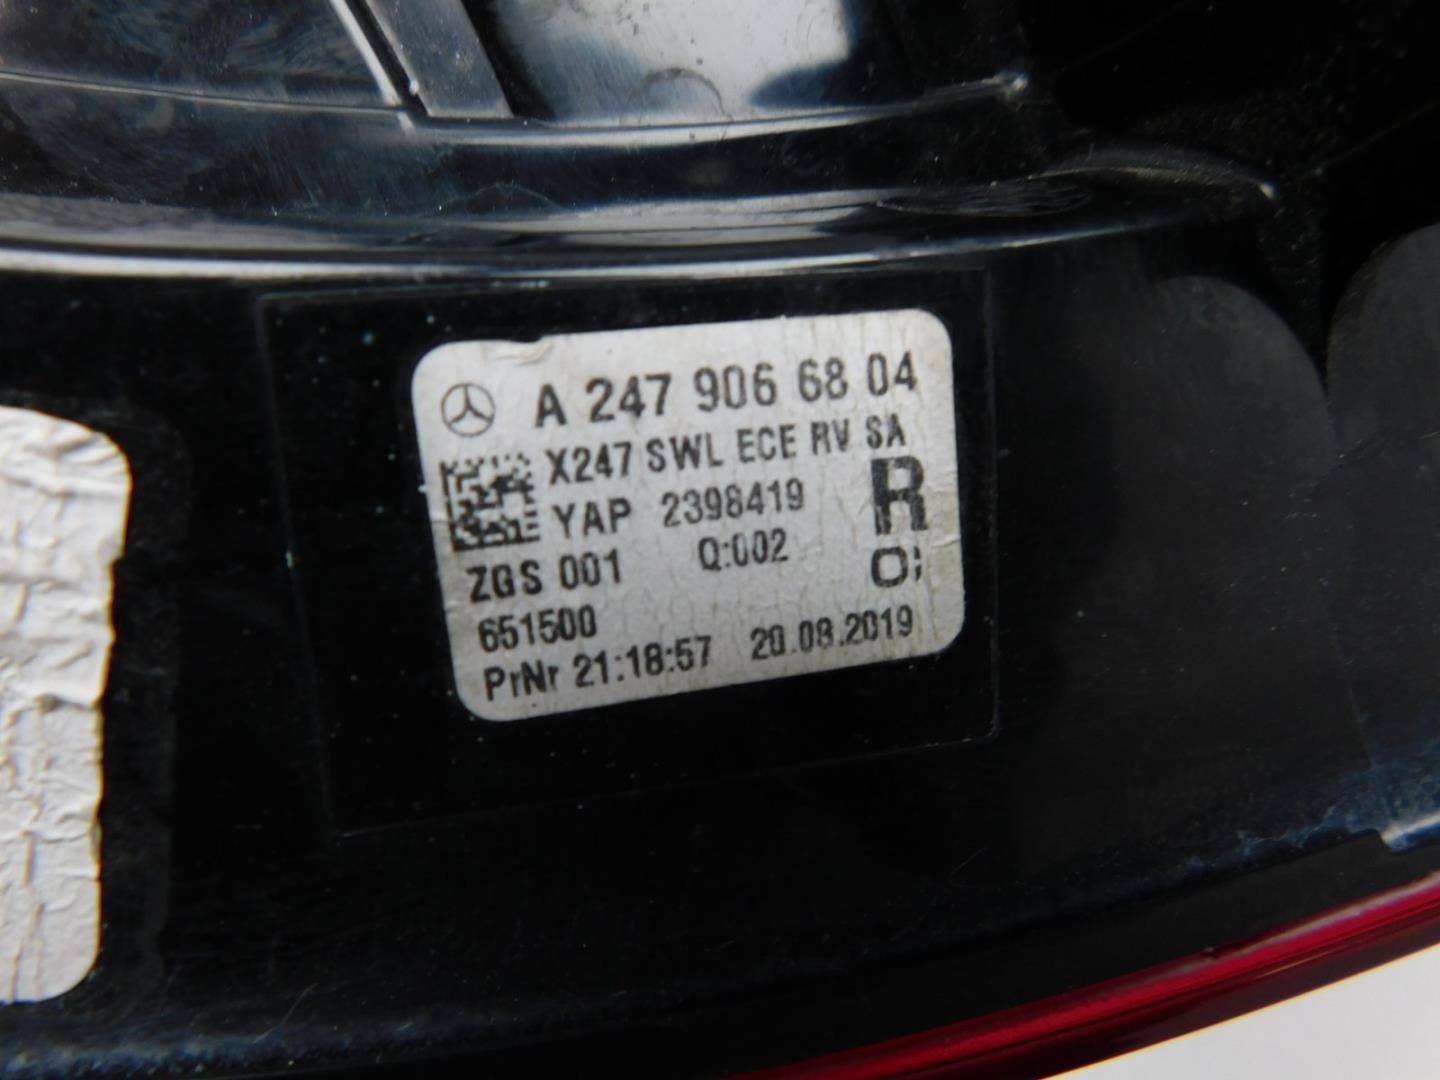 A 247 906 68 04
X247 SWL ECE RV SA
YAP 2398419 R
ZGS 001 Q:002
651500
PrNr 21:18:57 20.08.2019